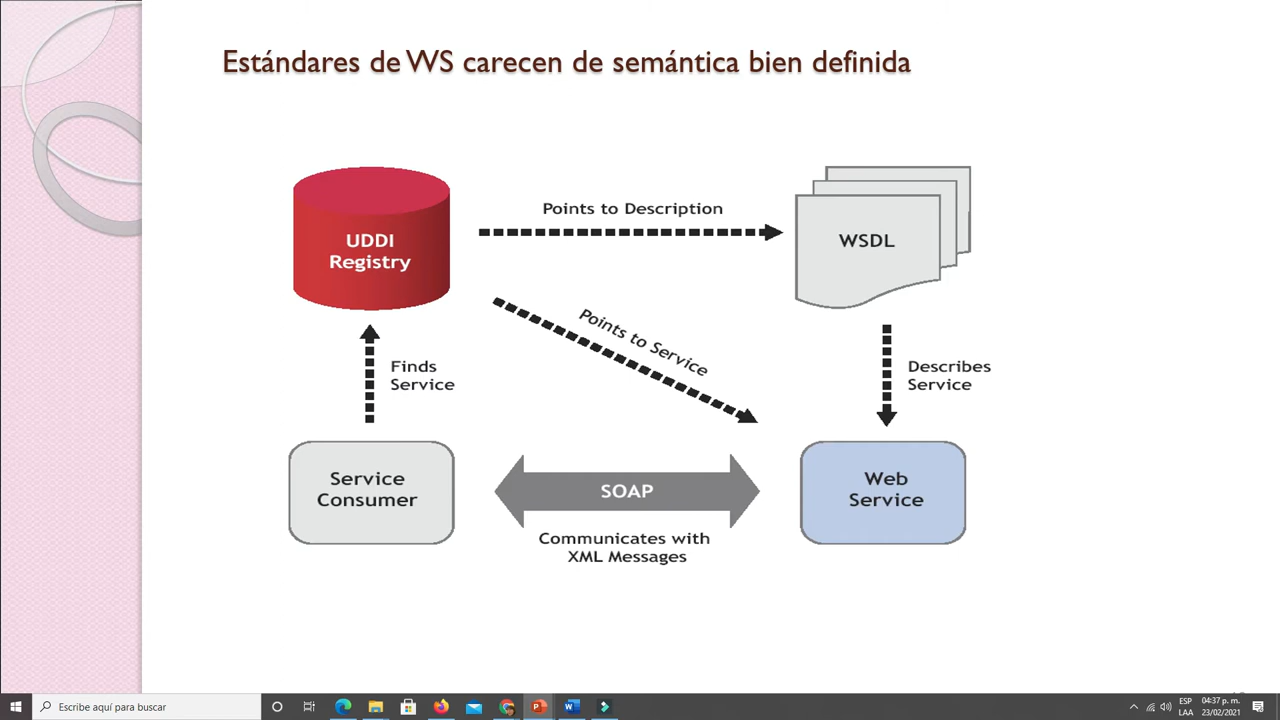 Estándares de WS carecen de semántica bien definida
Points to Description
UDDI
Registry
WSDL
Points to Service
Finds
Service
Describes
Service
Service
Consumer
SOAP
Web
Service
Communicates with
XML Messages
Escribe aquí para buscar
ESP
LAA
04:37 p. m.
23/02/2021